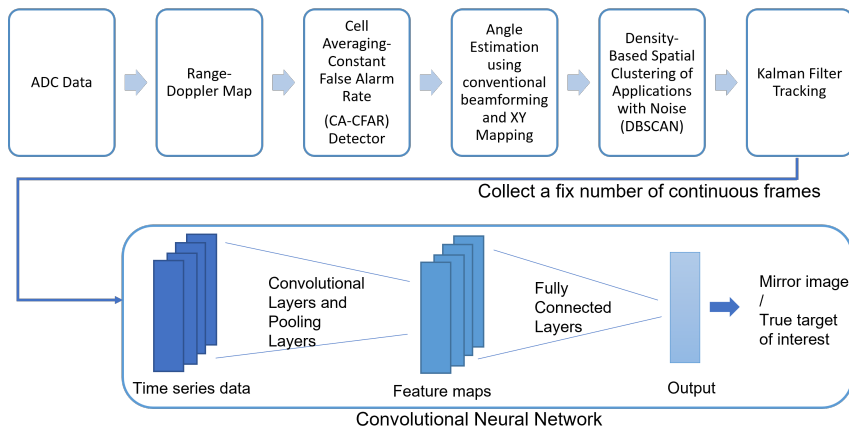 ADC Data
Range-
Doppler Map
Cell
Averaging-
Constant
False Alarm
Rate
(CA-CFAR)
Detector
Angle
Estimation
using
conventional
beamforming
and XY
Mapping
Density-
Based Spatial
Clustering of
Applications
with Noise
(DBSCAN)
Kalman Filter
Tracking
Collect a fix number of continuous frames
Convolutional
Layers and
Pooling
Layers
Fully
Connected
Layers
Mirror image
/
True target
of interest
Time series data
Feature maps
Output
Convolutional Neural Network